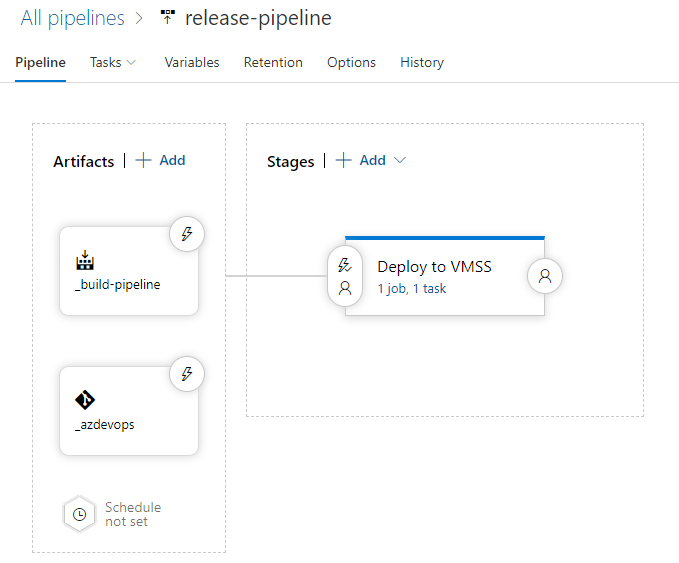 All pipelines > release-pipeline
Pipeline Tasks Variables Retention Options History
Artifacts | + Add
Stages | + Add
_build-pipeline
Deploy to VMSS
1 job, 1 task
_azdevops
Schedule
not set